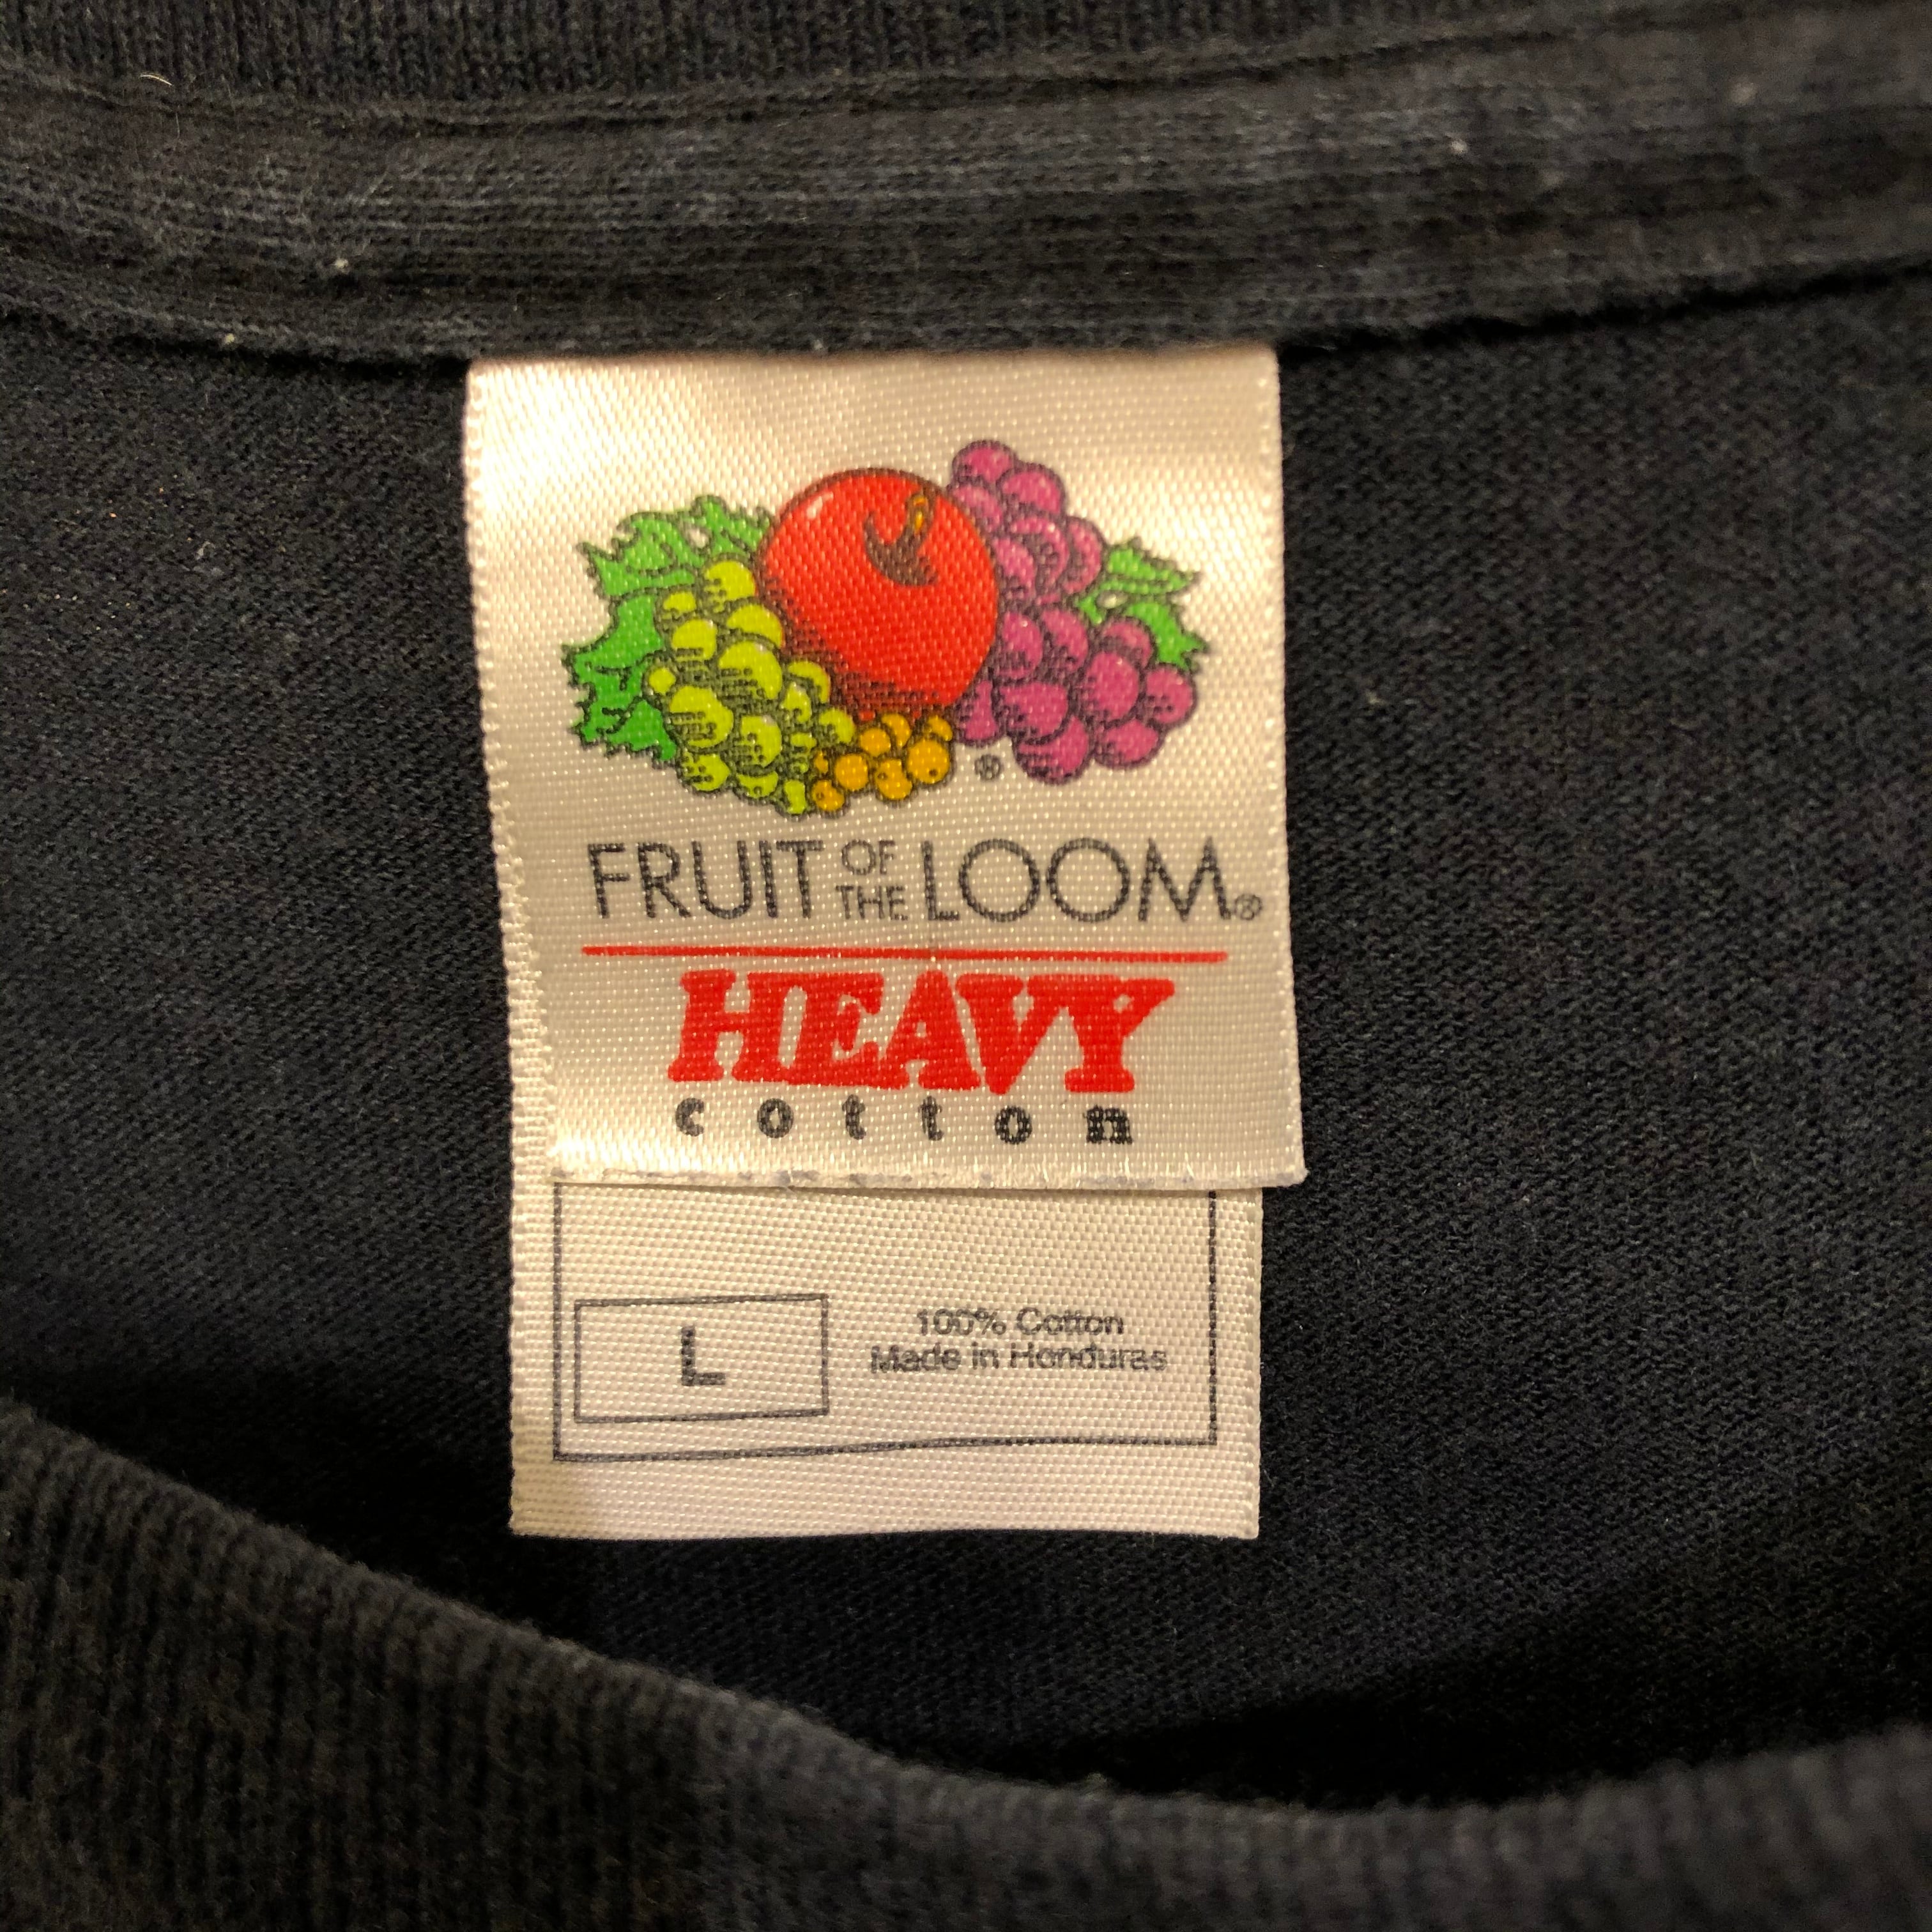 ®
FRUIT OF THE LOOM®
HEAVY
cotton
L
100% Cotton
Made in Honduras